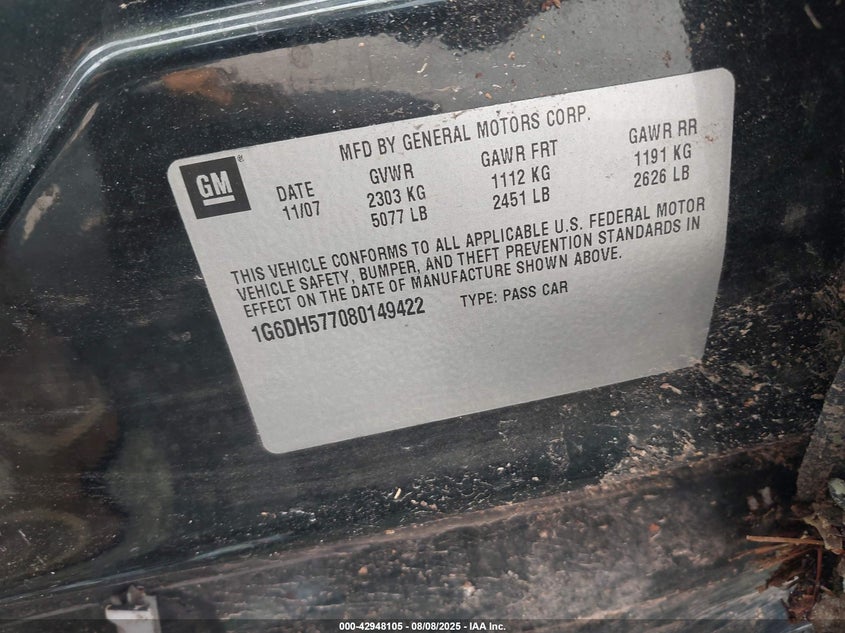 MFD BY GENERAL MOTORS CORP.
GM®
DATE GVWR GAWR FRT GAWR RR
11/07 2303 KG 1112 KG 1191 KG
5077 LB 2451 LB 2626 LB
THIS VEHICLE CONFORMS TO ALL APPLICABLE U.S. FEDERAL MOTOR
VEHICLE SAFETY, BUMPER, AND THEFT PREVENTION STANDARDS IN
EFFECT ON THE DATE OF MANUFACTURE SHOWN ABOVE.
1G6DH577080149422 TYPE: PASS CAR
000-42948105 - 08/08/2025 - IAA Inc.